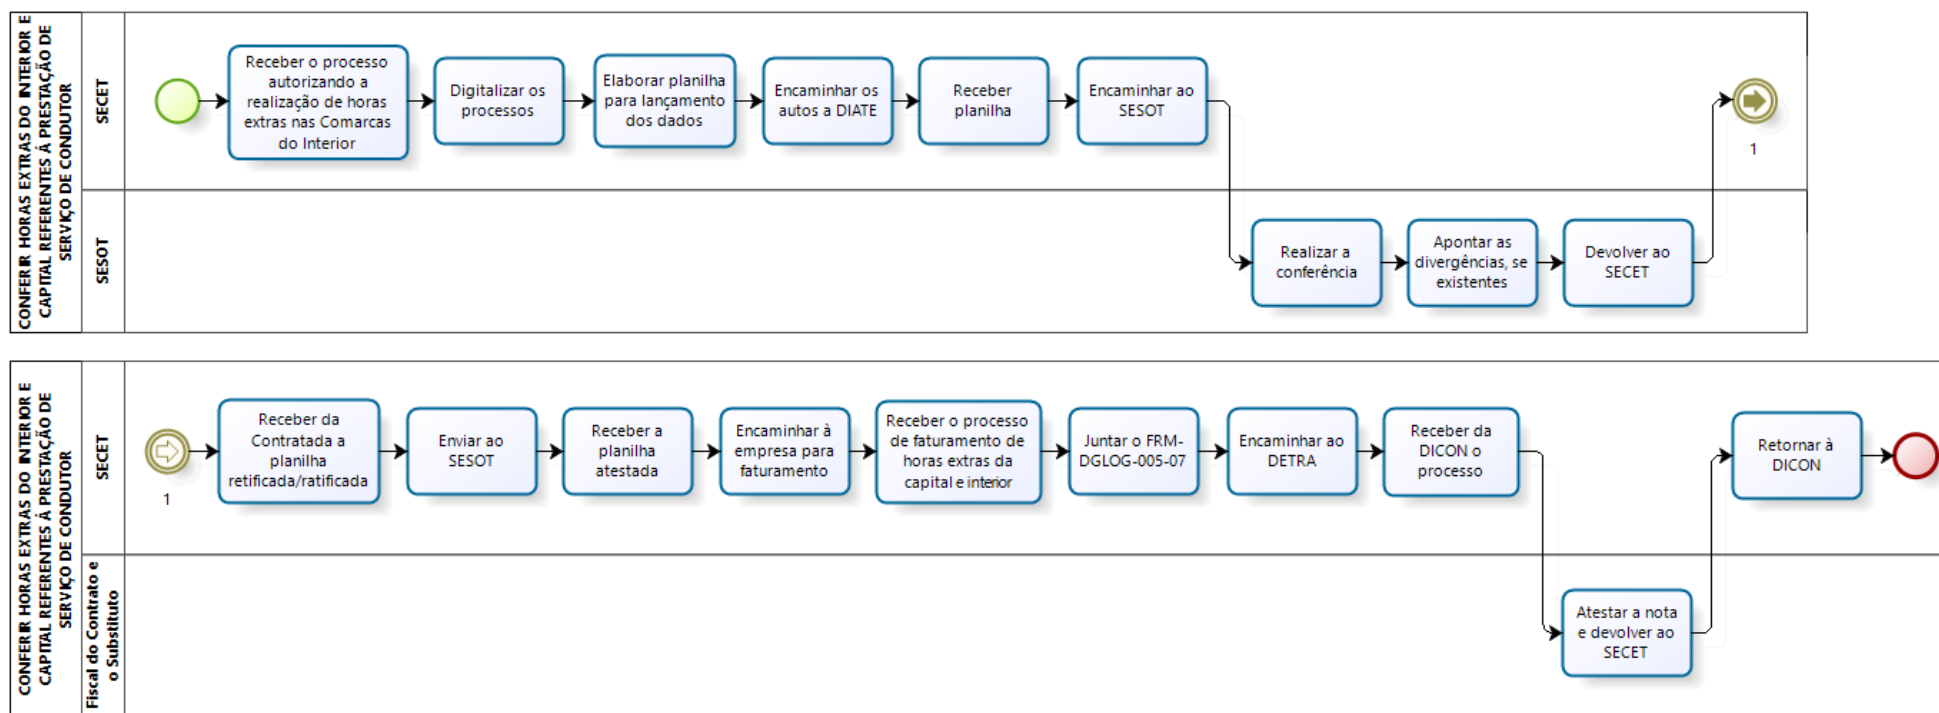 CONFERIR HORAS EXTRAS DO INTERIOR E
CAPITAL REFERENTES Á PRESTAÇÃO DE
SERVIÇO DE CONDUTOR
SECET
Receber o processo
autorizando a
realização de horas
extras nas Comarcas
do Interior
Digitalizar os
processos
Elaborar planilha
para lançamento
dos dados
Encaminhar os
autos a DIATE
Receber
planilha
Encaminhar ao
SESOT
1
SESOT
Realizar a
conferência
Apontar as
divergências, se
existentes
Devolver ao
SECET
CONFERIR HORAS EXTRAS DO INTERIOR E
CAPITAL REFERENTES Á PRESTAÇÃO DE
SERVIÇO DE CONDUTOR
SECET
1
Receber da
Contratada a
planilha
retificada/ratificada
Enviar ao
SESOT
Receber a
planilha
atestada
Encaminhar à
empresa para
faturamento
Receber o processo
de faturamento de
horas extras da
capital e interior
Juntar o FRM-
DGLOG-005-07
Encaminhar ao
DETRA
Receber da
DICON o
processo
Retornar à
DICON
Fiscal do Contrato e
o Substituto
Atestar a nota
e devolver ao
SECET